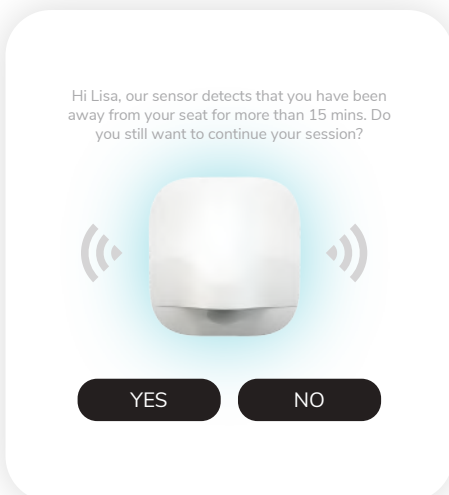 Hi Lisa, our sensor detects that you have been
away from your seat for more than 15 mins. Do
you still want to continue your session?
YES
NO